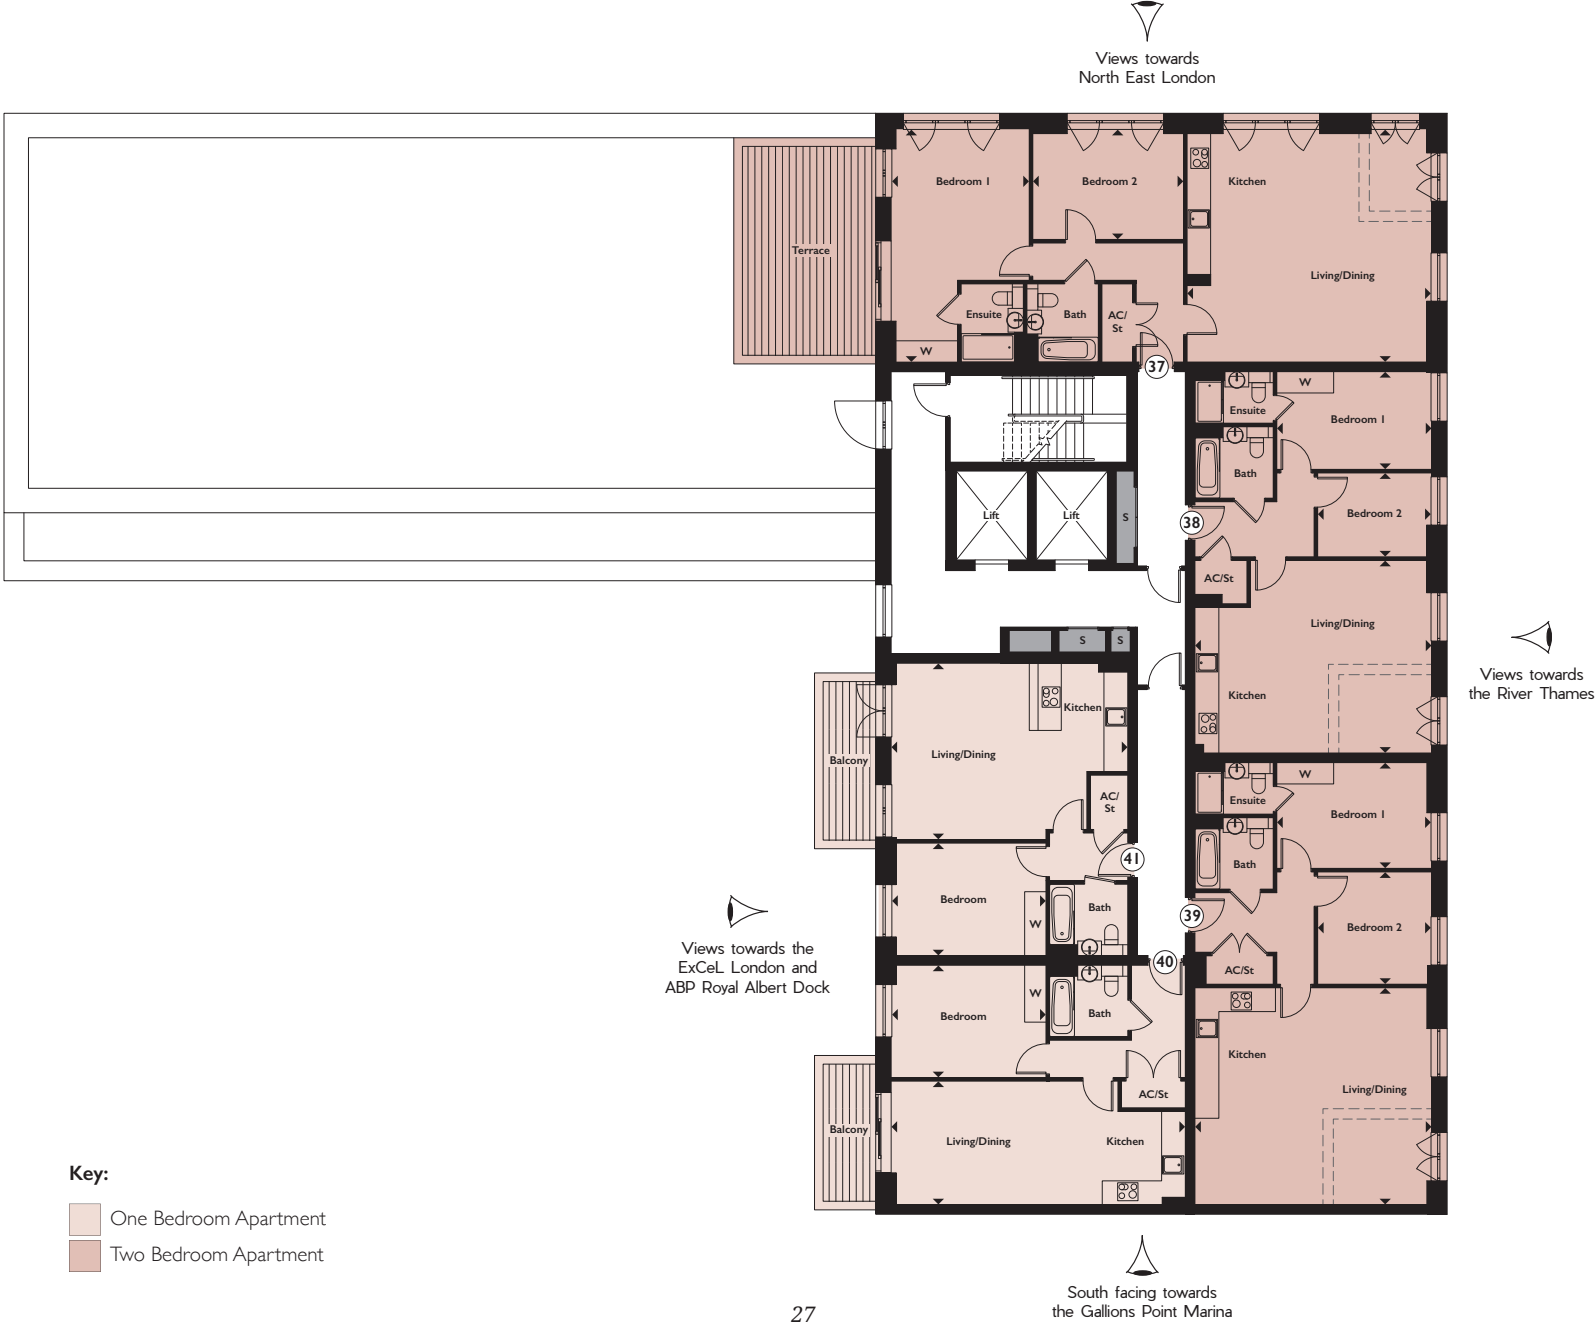 Views towards
North East London
Bedroom 1
Bedroom 2
Kitchen
Terrace
Living/Dining
Ensuite
Bath
AC/
St
W
37
W
Ensuite
Bedroom 1
Bath
Bedroom 2
Lift
Lift
S
38
AC/St
Living/Dining
S
S
Kitchen
Views towards
the River Thames
Kitchen
Living/Dining
Balcony
AC/
St
W
Ensuite
Bedroom 1
41
Bath
Bedroom
Bath
W
39
Bedroom 2
Views towards the
ExCeL London and
ABP Royal Albert Dock
40
AC/St
W
Bedroom
Bath
Kitchen
Living/Dining
AC/St
Balcony
Living/Dining
Kitchen
Key:
One Bedroom Apartment
Two Bedroom Apartment
South facing towards
the Gallions Point Marina
27